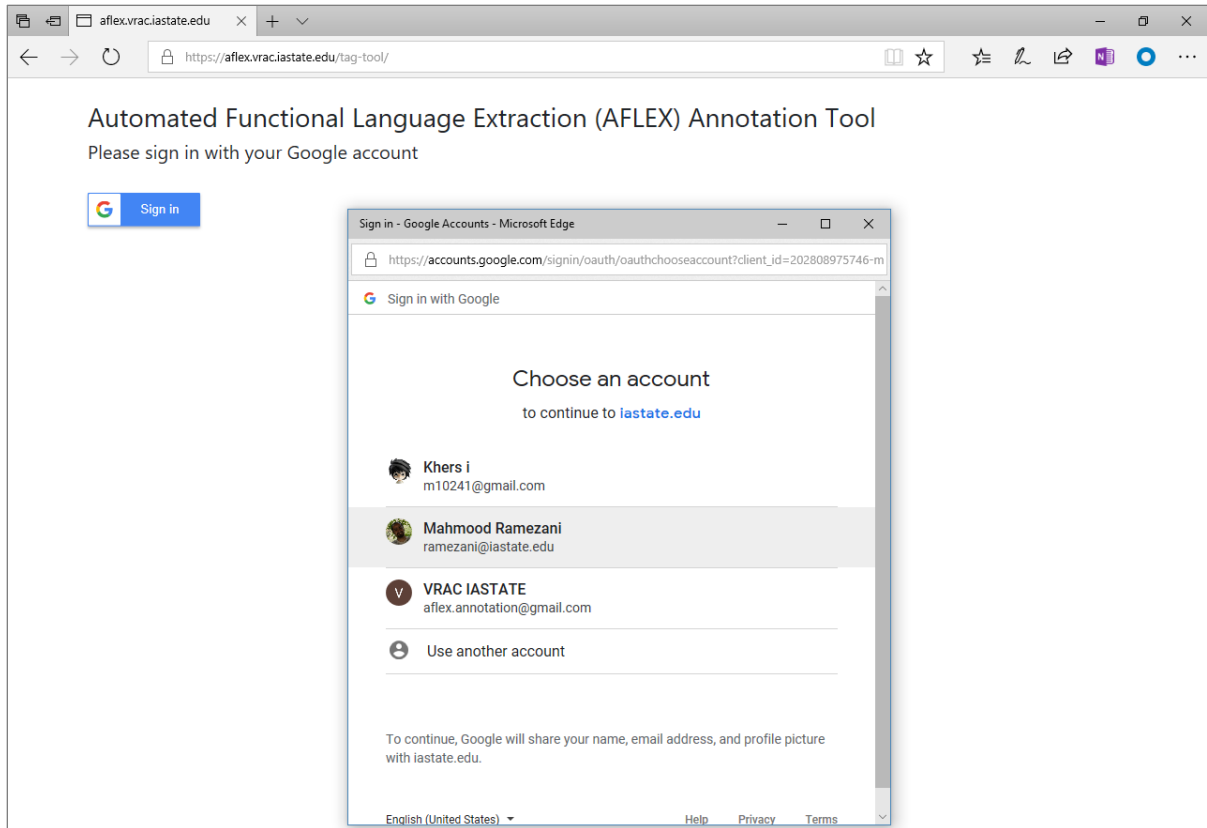 aflex.vrac.iastate.edu
https://aflex.vrac.iastate.edu/tag-tool/
Automated Functional Language Extraction (AFLEX) Annotation Tool
Please sign in with your Google account
G Sign in
Sign in - Google Accounts - Microsoft Edge
https://accounts.google.com/signin/oauth/oauthchooseaccount?client_id=202808975746-m
G Sign in with Google
Choose an account
to continue to iastate.edu
Khers i
m10241@gmail.com
Mahmood Ramezani
ramezani@iastate.edu
V VRAC IASTATE
aflex.annotation@gmail.com
Use another account
To continue, Google will share your name, email address, and profile picture
with iastate.edu.
English (United States) Help Privacy Terms